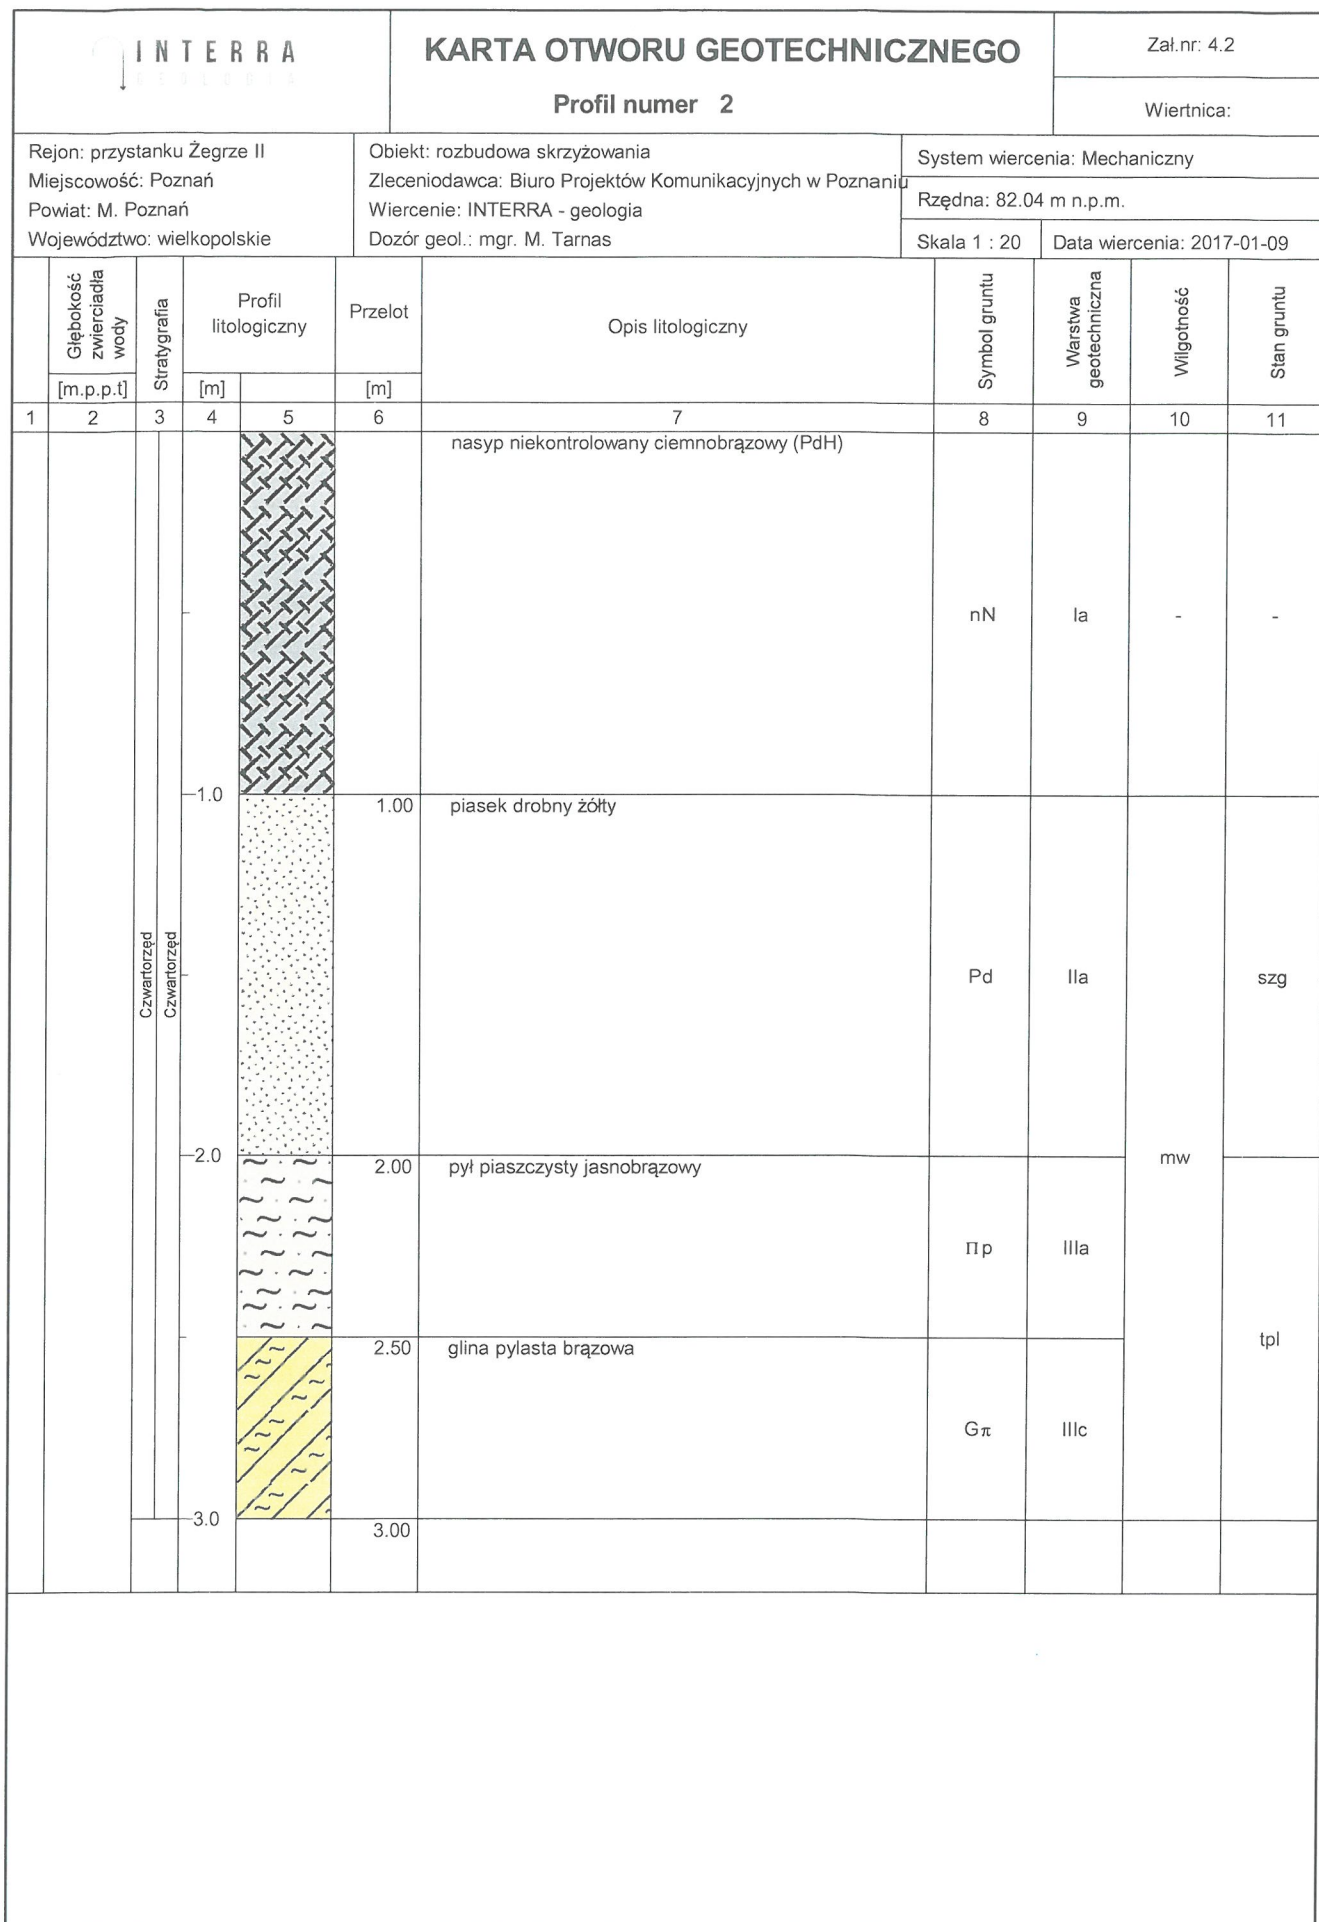 INTERRA
GEOLOGIA
KARTA OTWORU GEOTECHNICZNEGO
Profil numer 2
Zał.nr: 4.2
Wiertnica:
Rejon: przystanku Żegrze II
Miejscowość: Poznań
Powiat: M. Poznań
Województwo: wielkopolskie
Obiekt: rozbudowa skrzyżowania
Zleceniodawca: Biuro Projektów Komunikacyjnych w Poznaniu
Wiercenie: INTERRA - geologia
Dozór geol.: mgr. M. Tarnas
System wiercenia: Mechaniczny
Rzędna: 82.04 m n.p.m.
Skala 1 : 20
Data wiercenia: 2017-01-09
Głębokość
zwierciadła
wody
[m.p.p.t]
Stratygrafia
Profil
litologiczny
[m]
Przelot
[m]
Opis litologiczny
Symbol gruntu
Warstwa
geotechniczna
Wilgotność
Stan gruntu
1 2 3 4 5 6 7 8 9 10 11
nasyp niekontrolowany ciemnobrązowy (PdH)
nN Ia - -
1.0
1.00 piasek drobny żółty
Czwartorzęd
Czwartorzęd
Pd IIa szg
2.0
2.00 pył piaszczysty jasnobrązowy
mw
Πp IIIa
2.50 glina pylasta brązowa
tpl
Gπ IIIc
3.0
3.00